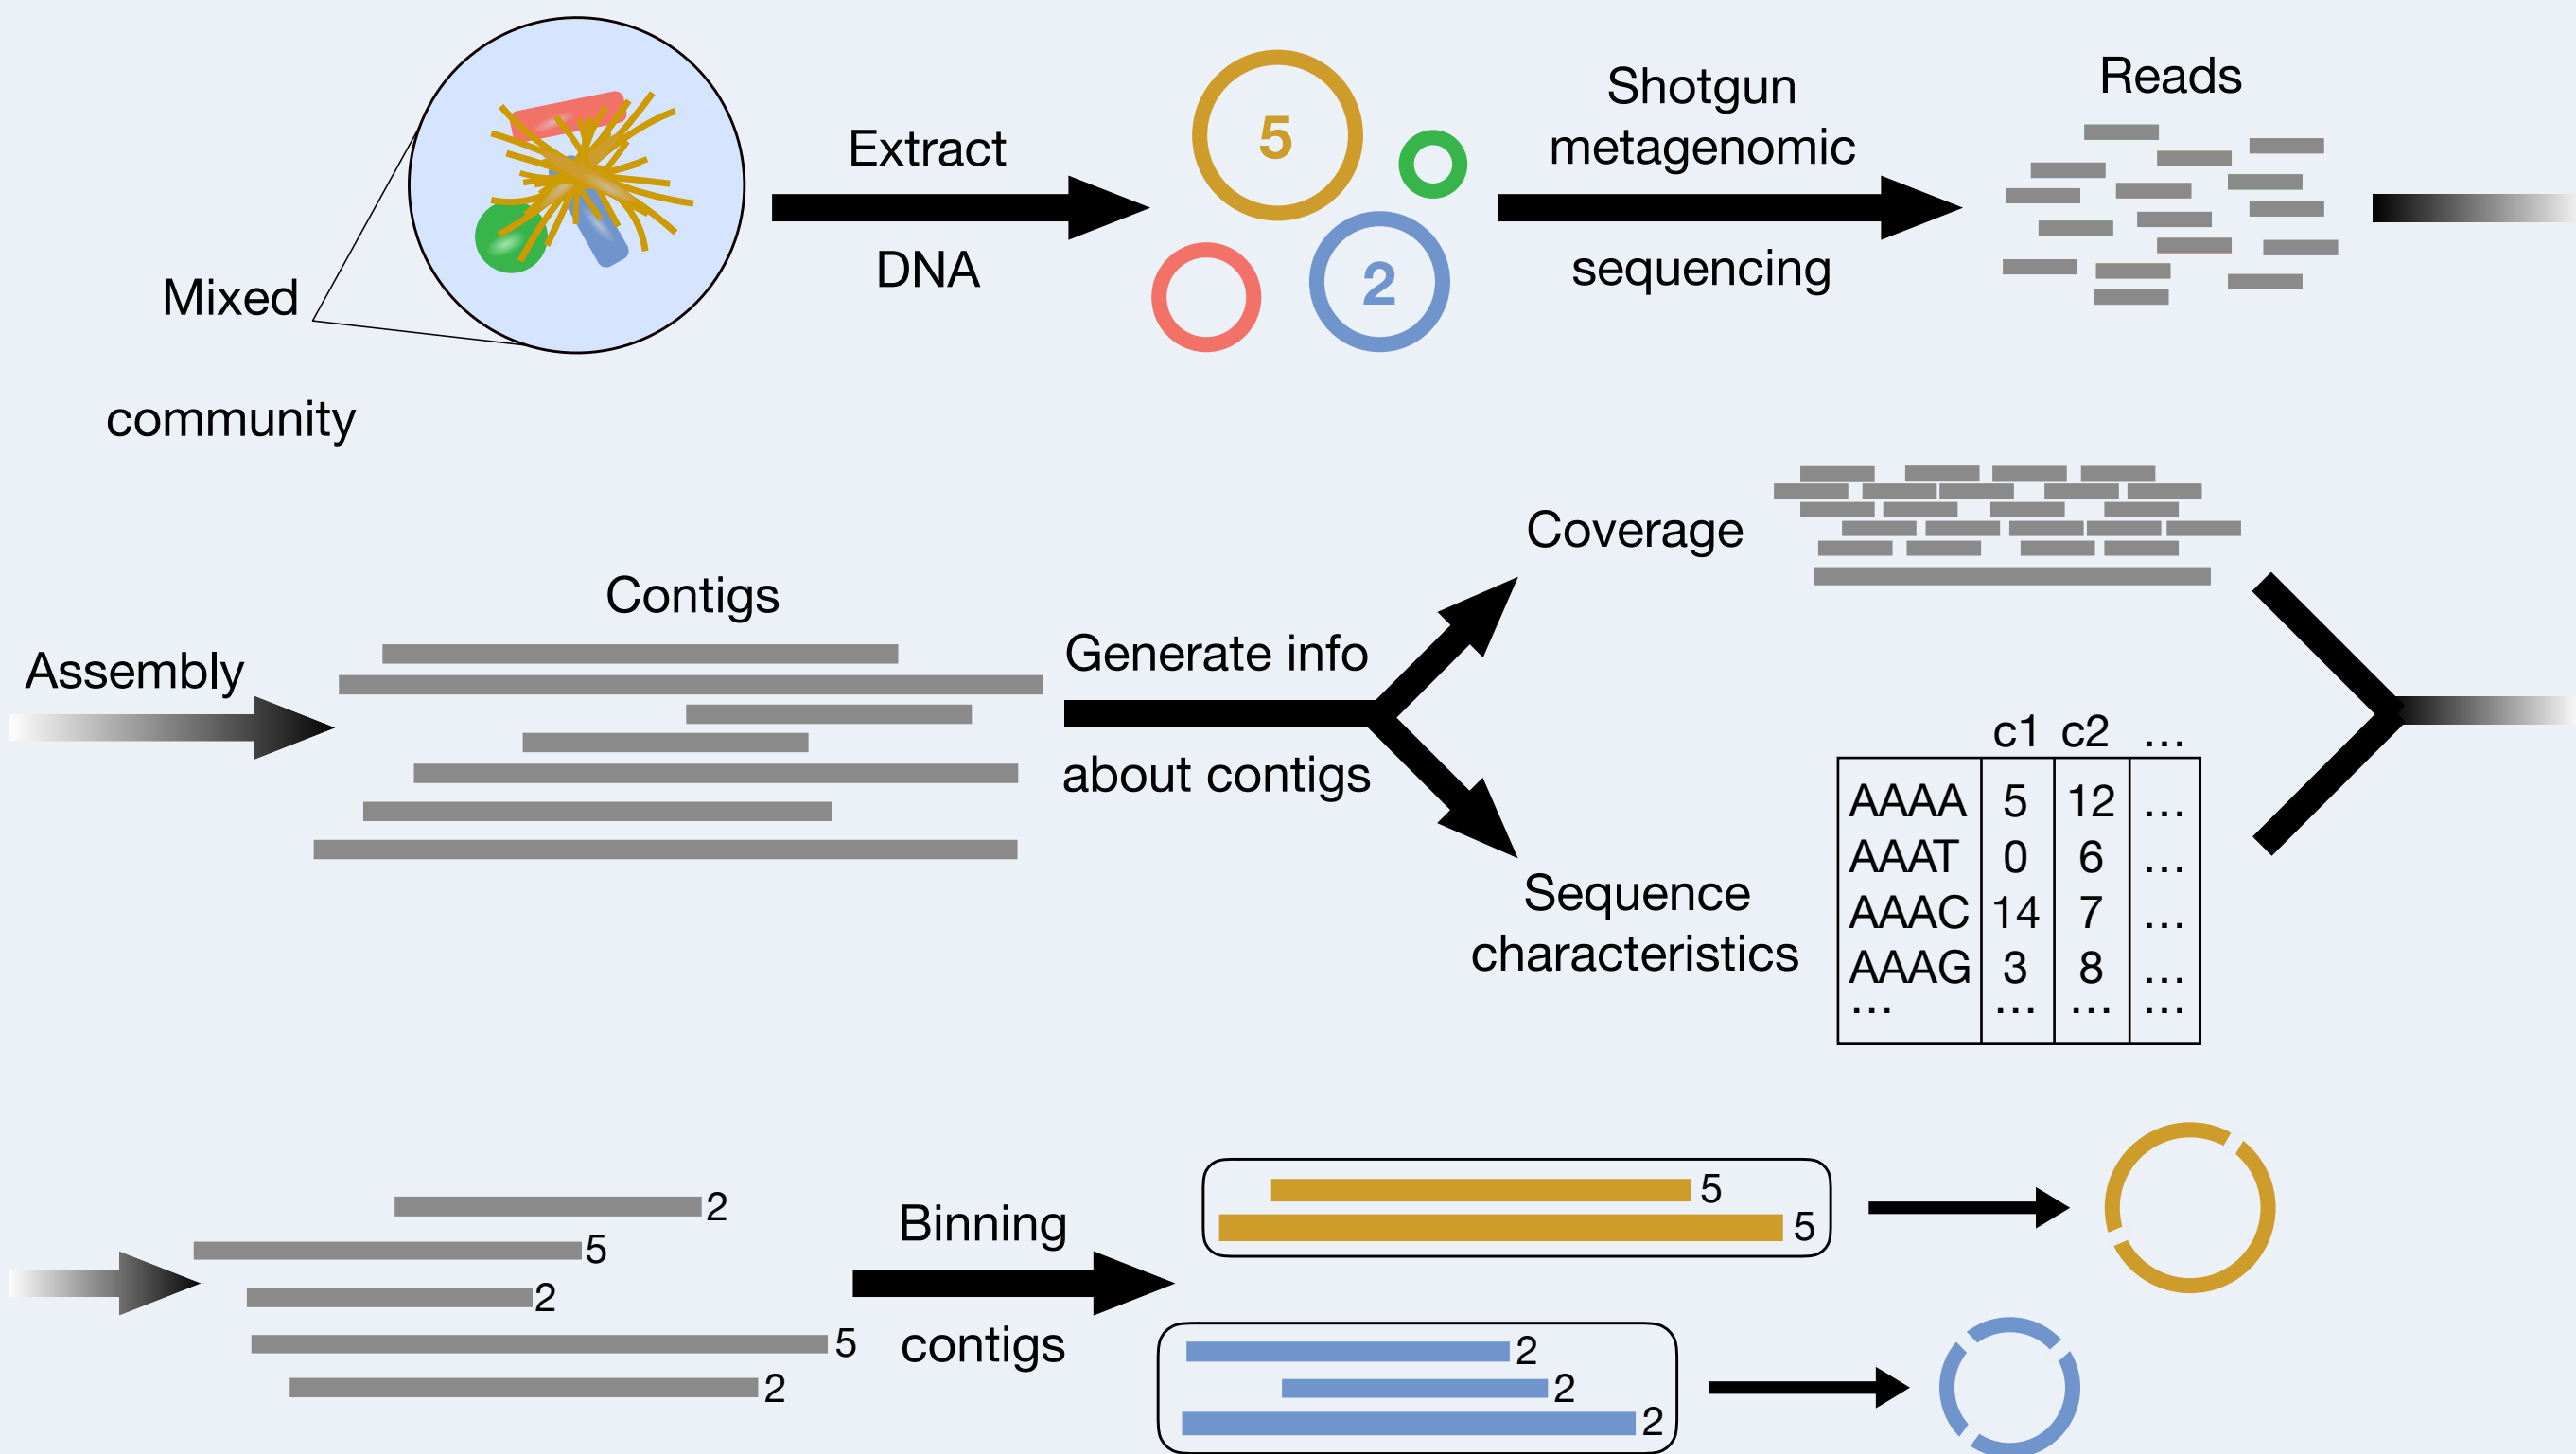 Mixed
community
Extract
DNA
5
2
Shotgun
metagenomic
sequencing
Reads
Assembly
Contigs
Generate info
about contigs
Coverage
Sequence
characteristics
c1 c2 ...
AAAA 5 12 ...
AAAT 0 6 ...
AAAC 14 7 ...
AAAG 3 8 ...
... ... ... ...
2
5
2
5
2
Binning
contigs
5
5
2
2
2